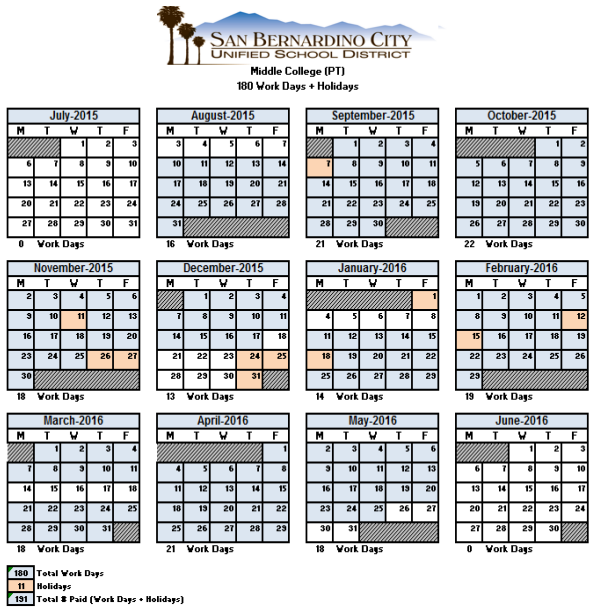 SAN BERNARDINO CITY
UNIFIED SCHOOL DISTRICT
Middle College (PT)
180 Work Days + Holidays
July-2015
M T W T F
1 2 3
6 7 8 9 10
13 14 15 16 17
20 21 22 23 24
27 28 29 30 31
0 Work Days
August-2015
M T W T F
3 4 5 6 7
10 11 12 13 14
17 18 19 20 21
24 25 26 27 28
31
16 Work Days
September-2015
M T W T F
1 2 3 4
7 8 9 10 11
14 15 16 17 18
21 22 23 24 25
28 29 30
21 Work Days
October-2015
M T W T F
1 2
5 6 7 8 9
12 13 14 15 16
19 20 21 22 23
26 27 28 29 30
22 Work Days
November-2015
M T W T F
2 3 4 5 6
9 10 11 12 13
16 17 18 19 20
23 24 25 26 27
30
18 Work Days
December-2015
M T W T F
1 2 3 4
7 8 9 10 11
14 15 16 17 18
21 22 23 24 25
28 29 30 31
13 Work Days
January-2016
M T W T F
1
4 5 6 7 8
11 12 13 14 15
18 19 20 21 22
25 26 27 28 29
14 Work Days
February-2016
M T W T F
1 2 3 4 5
8 9 10 11 12
15 16 17 18 19
22 23 24 25 26
29
19 Work Days
March-2016
M T W T F
1 2 3 4
7 8 9 10 11
14 15 16 17 18
21 22 23 24 25
28 29 30 31
18 Work Days
April-2016
M T W T F
1
4 5 6 7 8
11 12 13 14 15
18 19 20 21 22
25 26 27 28 29
21 Work Days
May-2016
M T W T F
2 3 4 5 6
9 10 11 12 13
16 17 18 19 20
23 24 25 26 27
30 31
18 Work Days
June-2016
M T W T F
1 2 3
6 7 8 9 10
13 14 15 16 17
20 21 22 23 24
27 28 29 30
0 Work Days
180 Total Work Days
11 Holidays
191 Total # Paid (Work Days + Holidays)